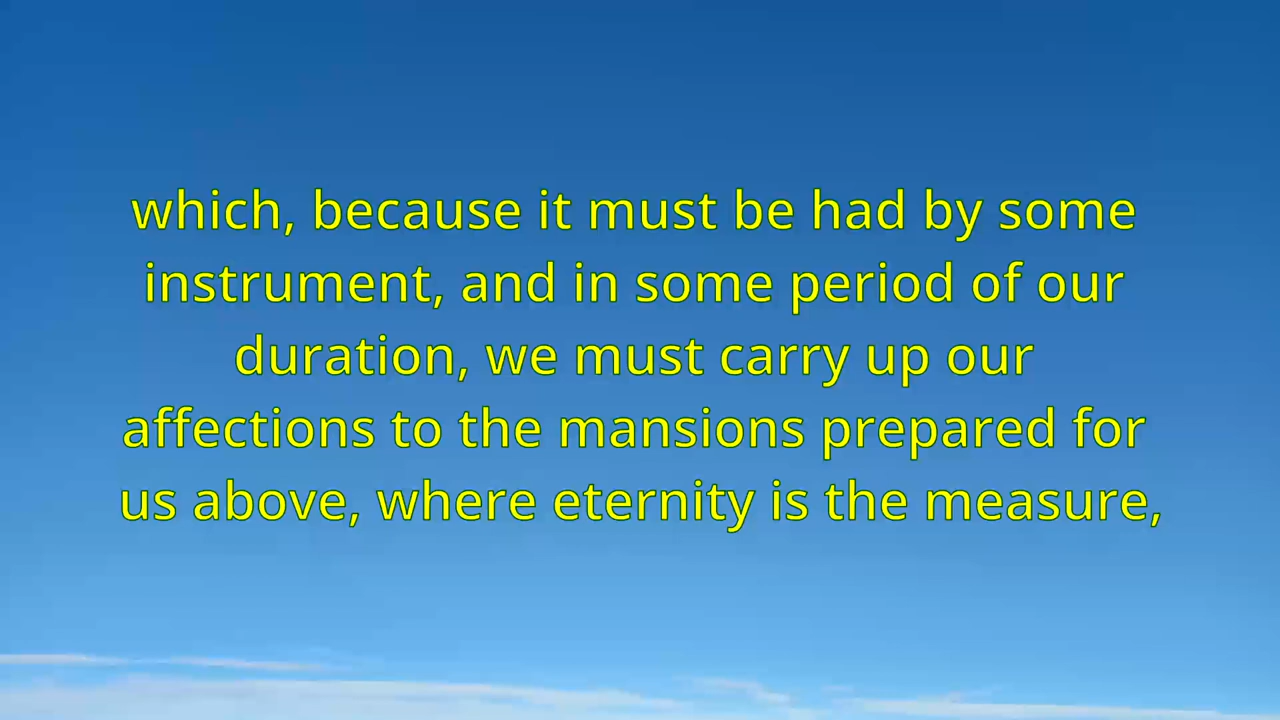 which, because it must be had by some
instrument, and in some period of our
duration, we must carry up our
affections to the mansions prepared for
us above, where eternity is the measure,